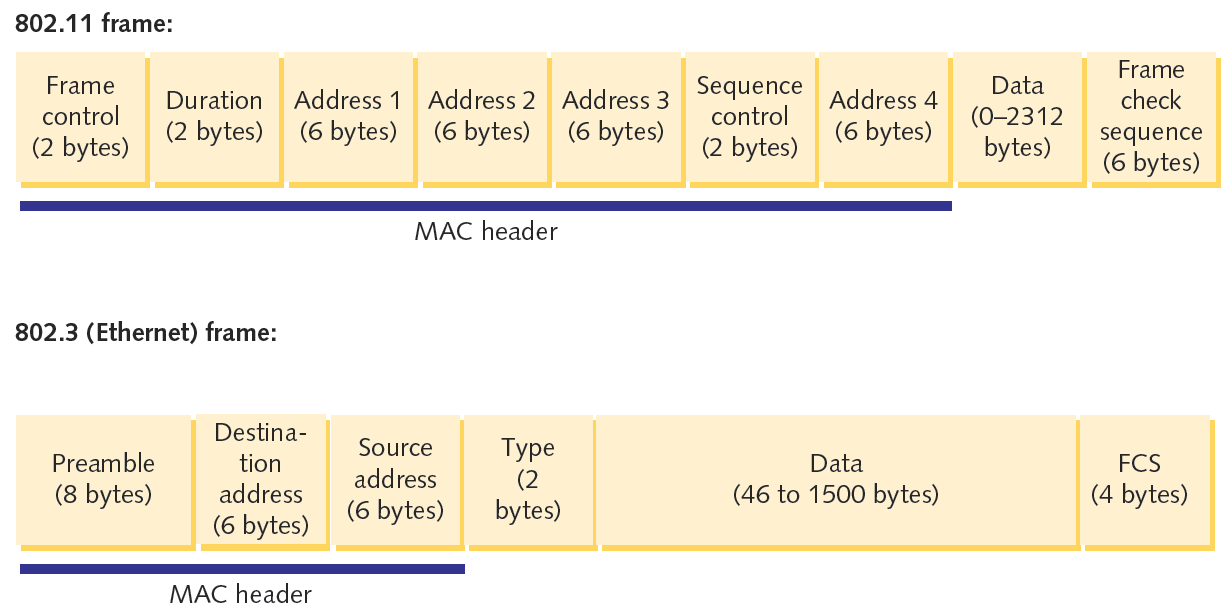 802.11 frame:
Frame
control
(2 bytes)
Duration
(2 bytes)
Address 1
(6 bytes)
Address 2
(6 bytes)
Address 3
(6 bytes)
Sequence
control
(2 bytes)
Address 4
(6 bytes)
Data
(0–2312
bytes)
Frame
check
sequence
(6 bytes)
MAC header
802.3 (Ethernet) frame:
Preamble
(8 bytes)
Destina-
tion
address
(6 bytes)
Source
address
(6 bytes)
Type
(2
bytes)
Data
(46 to 1500 bytes)
FCS
(4 bytes)
MAC header